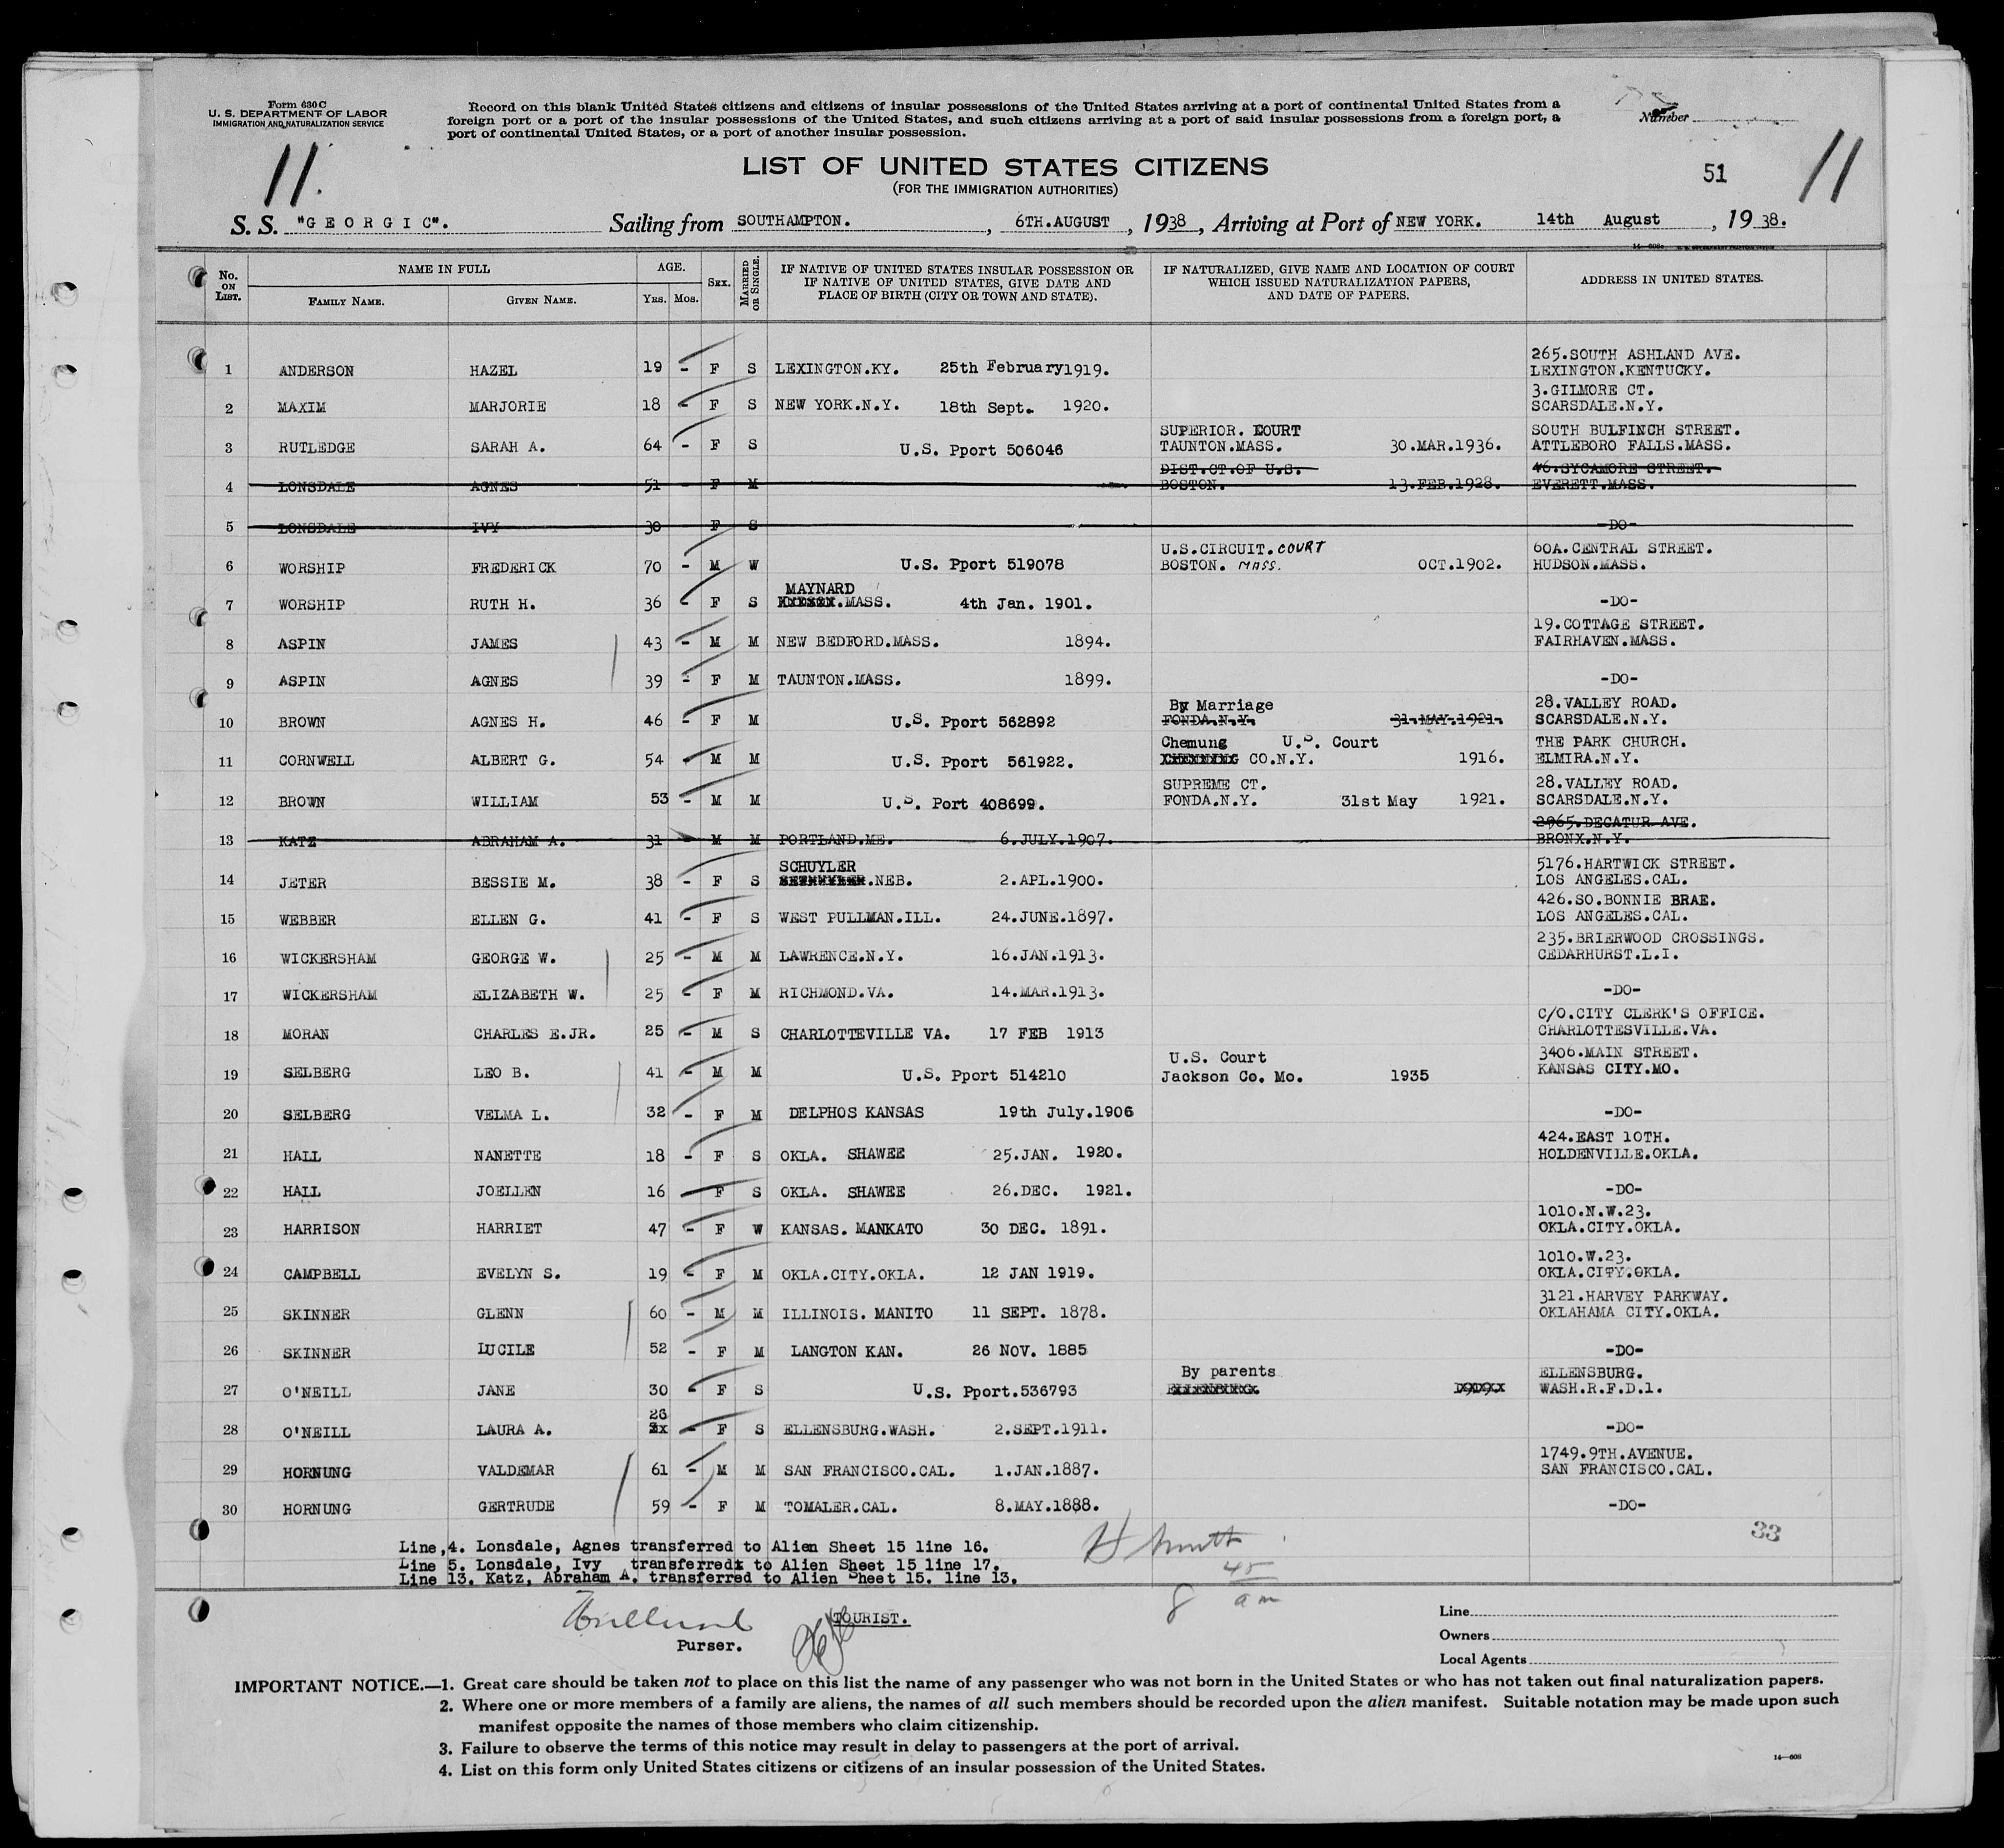 Form 630 C
U. S. DEPARTMENT OF LABOR
IMMIGRATION AND NATURALIZATION SERVICE
Record on this blank United States citizens and citizens of insular possessions of the United States arriving at a port of continental United States from a
foreign port or a port of the insular possessions of the United States, and such citizens arriving at a port of said insular possessions from a foreign port, a
port of continental United States, or a port of another insular possession.
Number
11.
LIST OF UNITED STATES CITIZENS
(FOR THE IMMIGRATION AUTHORITIES)
51
11
S. S. "G E O R G I C". Sailing from SOUTHAMPTON. , 6TH.AUGUST , 1938 , Arriving at Port of NEW YORK. 14th August , 19 38.
No. ON LIST. NAME IN FULL AGE. SEX. MARRIED OR SINGLE. IF NATIVE OF UNITED STATES INSULAR POSSESSION OR IF NATIVE OF UNITED STATES, GIVE DATE AND PLACE OF BIRTH (CITY OR TOWN AND STATE). IF NATURALIZED, GIVE NAME AND LOCATION OF COURT WHICH ISSUED NATURALIZATION PAPERS, AND DATE OF PAPERS. ADDRESS IN UNITED STATES.
FAMILY NAME. GIVEN NAME. YRS. MOS.
265.SOUTH ASHLAND AVE.
1 ANDERSON HAZEL 19 - F S LEXINGTON.KY. 25th February1919. LEXINGTON.KENTUCKY.
3.GILMORE CT.
2 MAXIM MARJORIE 18 - F S NEW YORK.N.Y. 18th Sept. 1920. SCARSDALE.N.Y.
SUPERIOR. COURT SOUTH BULFINCH STREET.
3 RUTLEDGE SARAH A. 64 - F S U.S. Pport 506046 TAUNTON.MASS. 30.MAR.1936. ATTLEBORO FALLS.MASS.
DIST.CT.OF U.S. 46.SYCAMORE STREET.
4 LONSDALE AGNES 51 - F M BOSTON. 13.FEB.1928. EVERETT.MASS.
5 LONSDALE IVY 30 F S -DO-
U.S.CIRCUIT.COURT 60A.CENTRAL STREET.
6 WORSHIP FREDERICK 70 - M W U.S. Pport 519078 BOSTON. MASS. OCT.1902. HUDSON.MASS.
MAYNARD
7 WORSHIP RUTH H. 36 - F S HUDSON.MASS. 4th Jan. 1901. -DO-
19.COTTAGE STREET.
8 ASPIN JAMES 43 - M M NEW BEDFORD.MASS. 1894. FAIRHAVEN.MASS.
9 ASPIN AGNES 39 - F M TAUNTON.MASS. 1899. -DO-
By Marriage 28.VALLEY ROAD.
10 BROWN AGNES H. 46 - F M U.S. Pport 562892 FONDA.N.Y. 31.MAY.1921. SCARSDALE.N.Y.
Chemung U.S. Court THE PARK CHURCH.
11 CORNWELL ALBERT G. 54 - M M U.S. Pport 561922. CO.N.Y. 1916. ELMIRA.N.Y.
SUPREME CT. 28.VALLEY ROAD.
12 BROWN WILLIAM 53 - M M U.S. Port 408699. FONDA.N.Y. 31st May 1921. SCARSDALE.N.Y.
2965.DECATUR AVE.
13 KATZ ABRAHAM A. 31 - M M PORTLAND.ME. 6.JULY.1907. BRONX.N.Y.
SCHUYLER 5176.HARTWICK STREET.
14 JETER BESSIE M. 38 - F S .NEB. 2.APL.1900. LOS ANGELES.CAL.
426.SO.BONNIE BRAE.
15 WEBBER ELLEN G. 41 - F S WEST PULLMAN.ILL. 24.JUNE.1897. LOS ANGELES.CAL.
235.BRIERWOOD CROSSINGS.
16 WICKERSHAM GEORGE W. 25 - M M LAWRENCE.N.Y. 16.JAN.1913. CEDARHURST.L.I.
17 WICKERSHAM ELIZABETH W. 25 - F M RICHMOND.VA. 14.MAR.1913. -DO-
C/O.CITY CLERK'S OFFICE.
18 MORAN CHARLES E.JR. 25 - M S CHARLOTTEVILLE VA. 17 FEB 1913 CHARLOTTESVILLE.VA.
U.S. Court 3406.MAIN STREET.
19 SELBERG LEO B. 41 - M M U.S. Pport 514210 Jackson Co. Mo. 1935 KANSAS CITY.MO.
20 SELBERG VELMA L. 32 - F M DELPHOS KANSAS 19th July.1906 -DO-
424.EAST 10TH.
21 HALL NANETTE 18 - F S OKLA. SHAWEE 25.JAN. 1920. HOLDENVILLE.OKLA.
22 HALL JOELLEN 16 - F S OKLA. SHAWEE 26.DEC. 1921. -DO-
1010.N.W.23.
23 HARRISON HARRIET 47 - F W KANSAS. MANKATO 30 DEC. 1891. OKLA.CITY.OKLA.
1010.W.23.
24 CAMPBELL EVELYN S. 19 - F M OKLA.CITY.OKLA. 12 JAN 1919. OKLA.CITY.OKLA.
3121.HARVEY PARKWAY.
25 SKINNER GLENN 60 - M M ILLINOIS. MANITO 11 SEPT. 1878. OKLAHAMA CITY.OKLA.
26 SKINNER LUCILE 52 - F M LANGTON KAN. 26 NOV. 1885 -DO-
By parents ELLENSBURG.
27 O'NEILL JANE 30 - F S U.S. Pport.536793 WASH.R.F.D.1.
26
28 O'NEILL LAURA A. - F S ELLENSBURG.WASH. 2.SEPT.1911. -DO-
1749.9TH.AVENUE.
29 HORNUNG VALDEMAR 61 - M M SAN FRANCISCO.CAL. 1.JAN.1887. SAN FRANCISCO.CAL.
30 HORNUNG GERTRUDE 59 - F M TOMALER.CAL. 8.MAY.1888. -DO-
33
Line,4. Lonsdale, Agnes transferred to Alien Sheet 15 line 16.
Line 5. Lonsdale, Ivy transferred to Alien Sheet 15 line 17.
Line 13. Katz, Abraham A. transferred to Alien Sheet 15. line 13.
8 45 am
TOURIST.
Purser.
Line
Owners
Local Agents
IMPORTANT NOTICE.—1. Great care should be taken not to place on this list the name of any passenger who was not born in the United States or who has not taken out final naturalization papers.
2. Where one or more members of a family are aliens, the names of all such members should be recorded upon the alien manifest. Suitable notation may be made upon such
manifest opposite the names of those members who claim citizenship.
3. Failure to observe the terms of this notice may result in delay to passengers at the port of arrival.
4. List on this form only United States citizens or citizens of an insular possession of the United States.
14—608